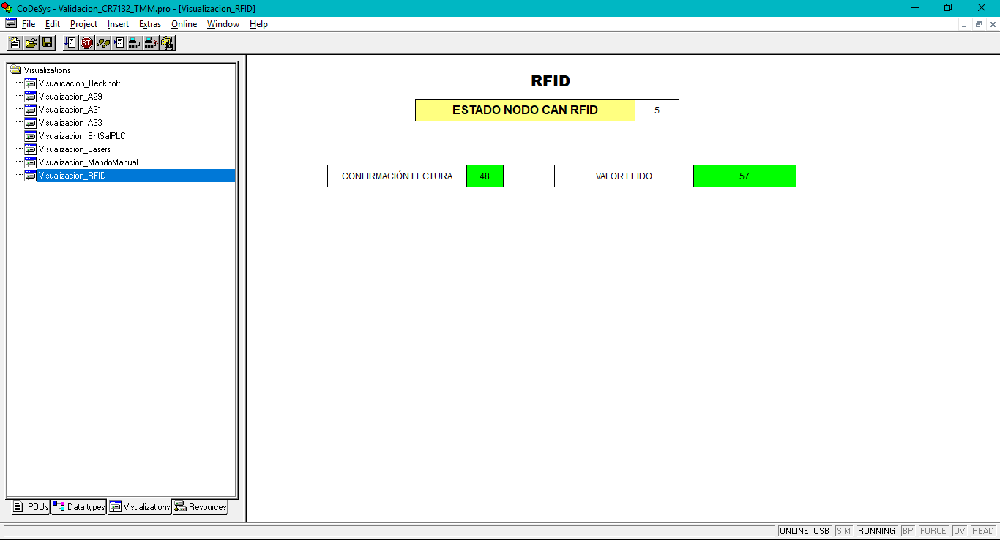 CoDeSys - Validacion_CR7132_TMM.pro - [Visualizacion_RFID]
File Edit Project Insert Extras Online Window Help
Visualizations
Visualicacion_Beckhoff
Visualizacion_A29
Visualizacion_A31
Visualizacion_A33
Visualizacion_EntSalPLC
Visualizacion_Lasers
Visualizacion_MandoManual
Visualizacion_RFID
RFID
ESTADO NODO CAN RFID 5
CONFIRMACIÓN LECTURA 48 VALOR LEIDO 57
POUs Data types Visualizations Resources
ONLINE: USB SIM RUNNING BP FORCE OV READ